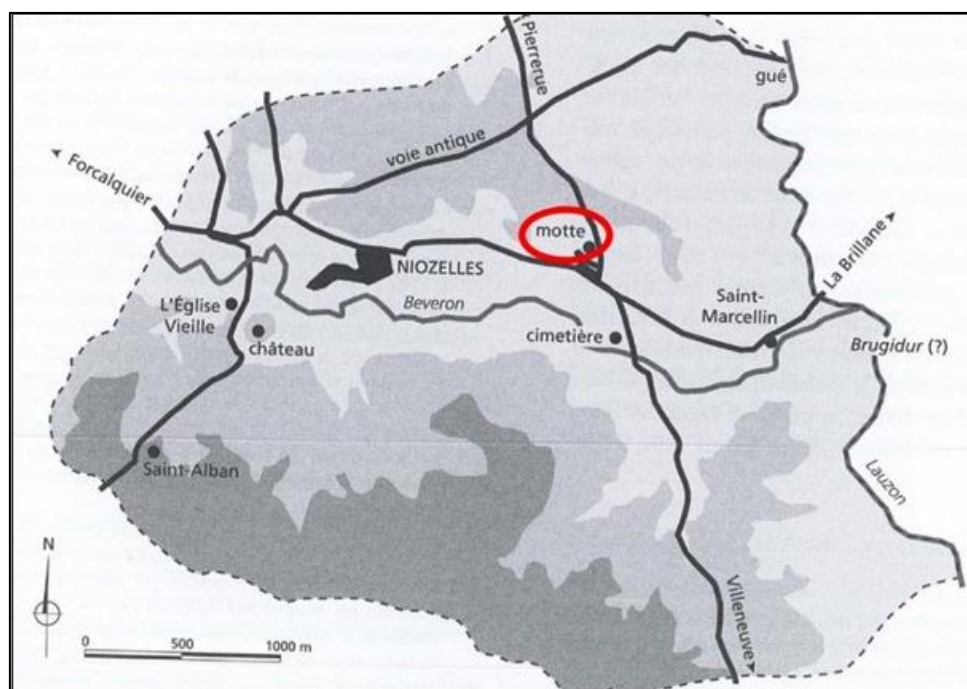 Pierrerue
gué
voie antique
Forcalquier
motte
La Brillane
NIOZELLES
L'Église
Vieille
Beveron
Saint-
Marcellin
château
cimetière
Brugidur (?)
Saint-Alban
Lauzon
N
Villeneuve
0 500 1000 m